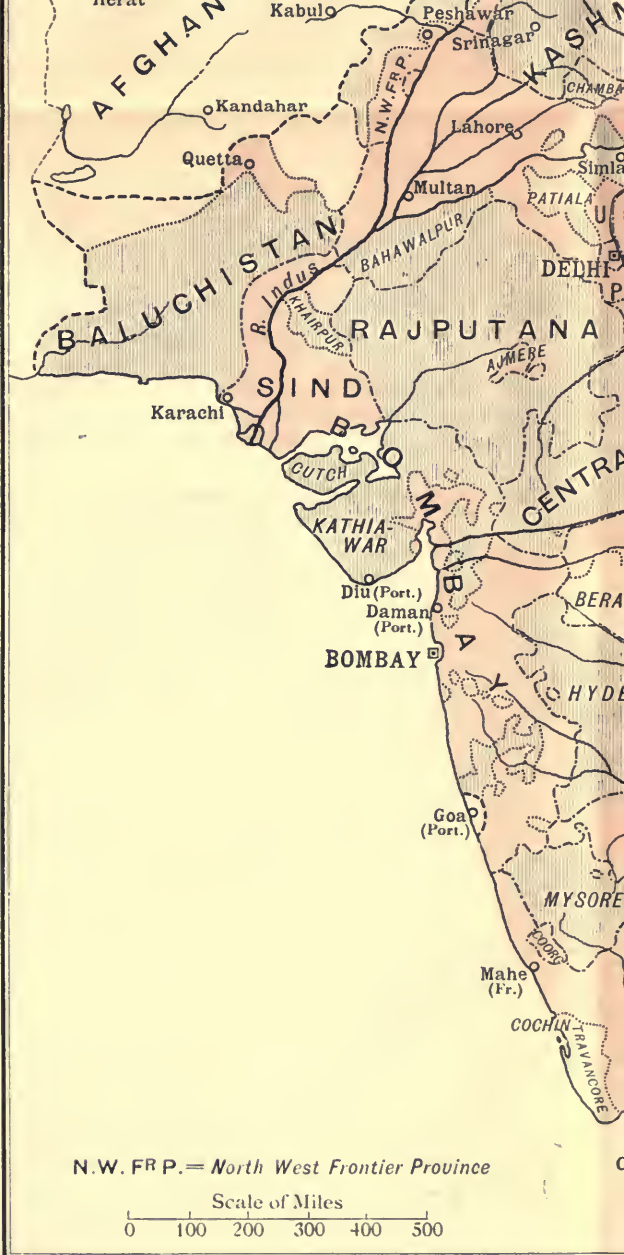 Herat
Kabul
Peshawar
AFGHAN
Srinagar
KASHM
N.W.FR P.
CHAMBA
Kandahar
Lahore
Quetta
Simla
Multan
PATIALA
U
BALUCHISTAN
BAHAWALPUR
DELHI
P
R. Indus
KHAIRPUR
RAJPUTANA
AJMERE
SIND
Karachi
BOMBAY
CUTCH
CENTRA
KATHIA-
WAR
Diu (Port.)
Daman
(Port.)
BERA
BOMBAY
HYDE
Goa
(Port.)
MYSORE
COORG
Mahe
(Fr.)
COCHIN
TRAVANCORE
N.W. FR P. = North West Frontier Province
Scale of Miles
0 100 200 300 400 500